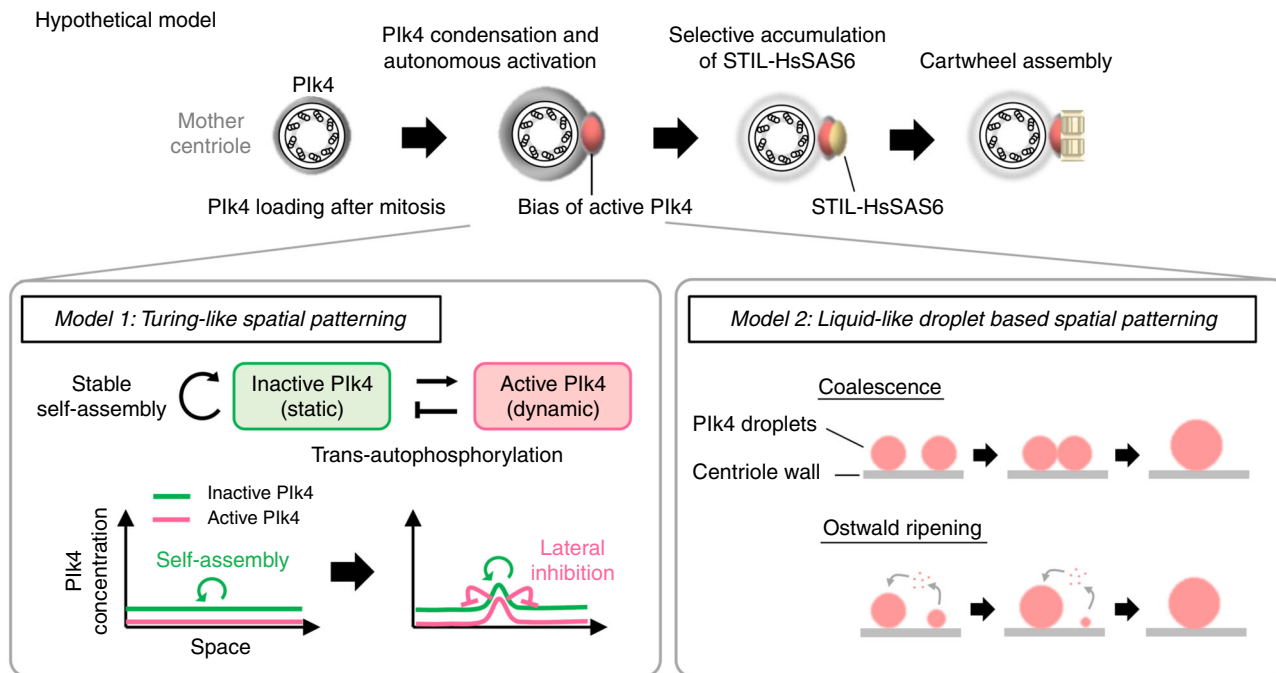 Hypothetical model
Plk4
Mother
centriole
Plk4 loading after mitosis
Plk4 condensation and
autonomous activation
Bias of active Plk4
Selective accumulation
of STIL-HsSAS6
STIL-HsSAS6
Cartwheel assembly
Model 1: Turing-like spatial patterning
Stable
self-assembly
Inactive Plk4
(static)
Active Plk4
(dynamic)
Trans-autophosphorylation
Inactive Plk4
Active Plk4
Plk4
concentration
Self-assembly
Space
Lateral
inhibition
Model 2: Liquid-like droplet based spatial patterning
Coalescence
Plk4 droplets
Centriole wall
Ostwald ripening